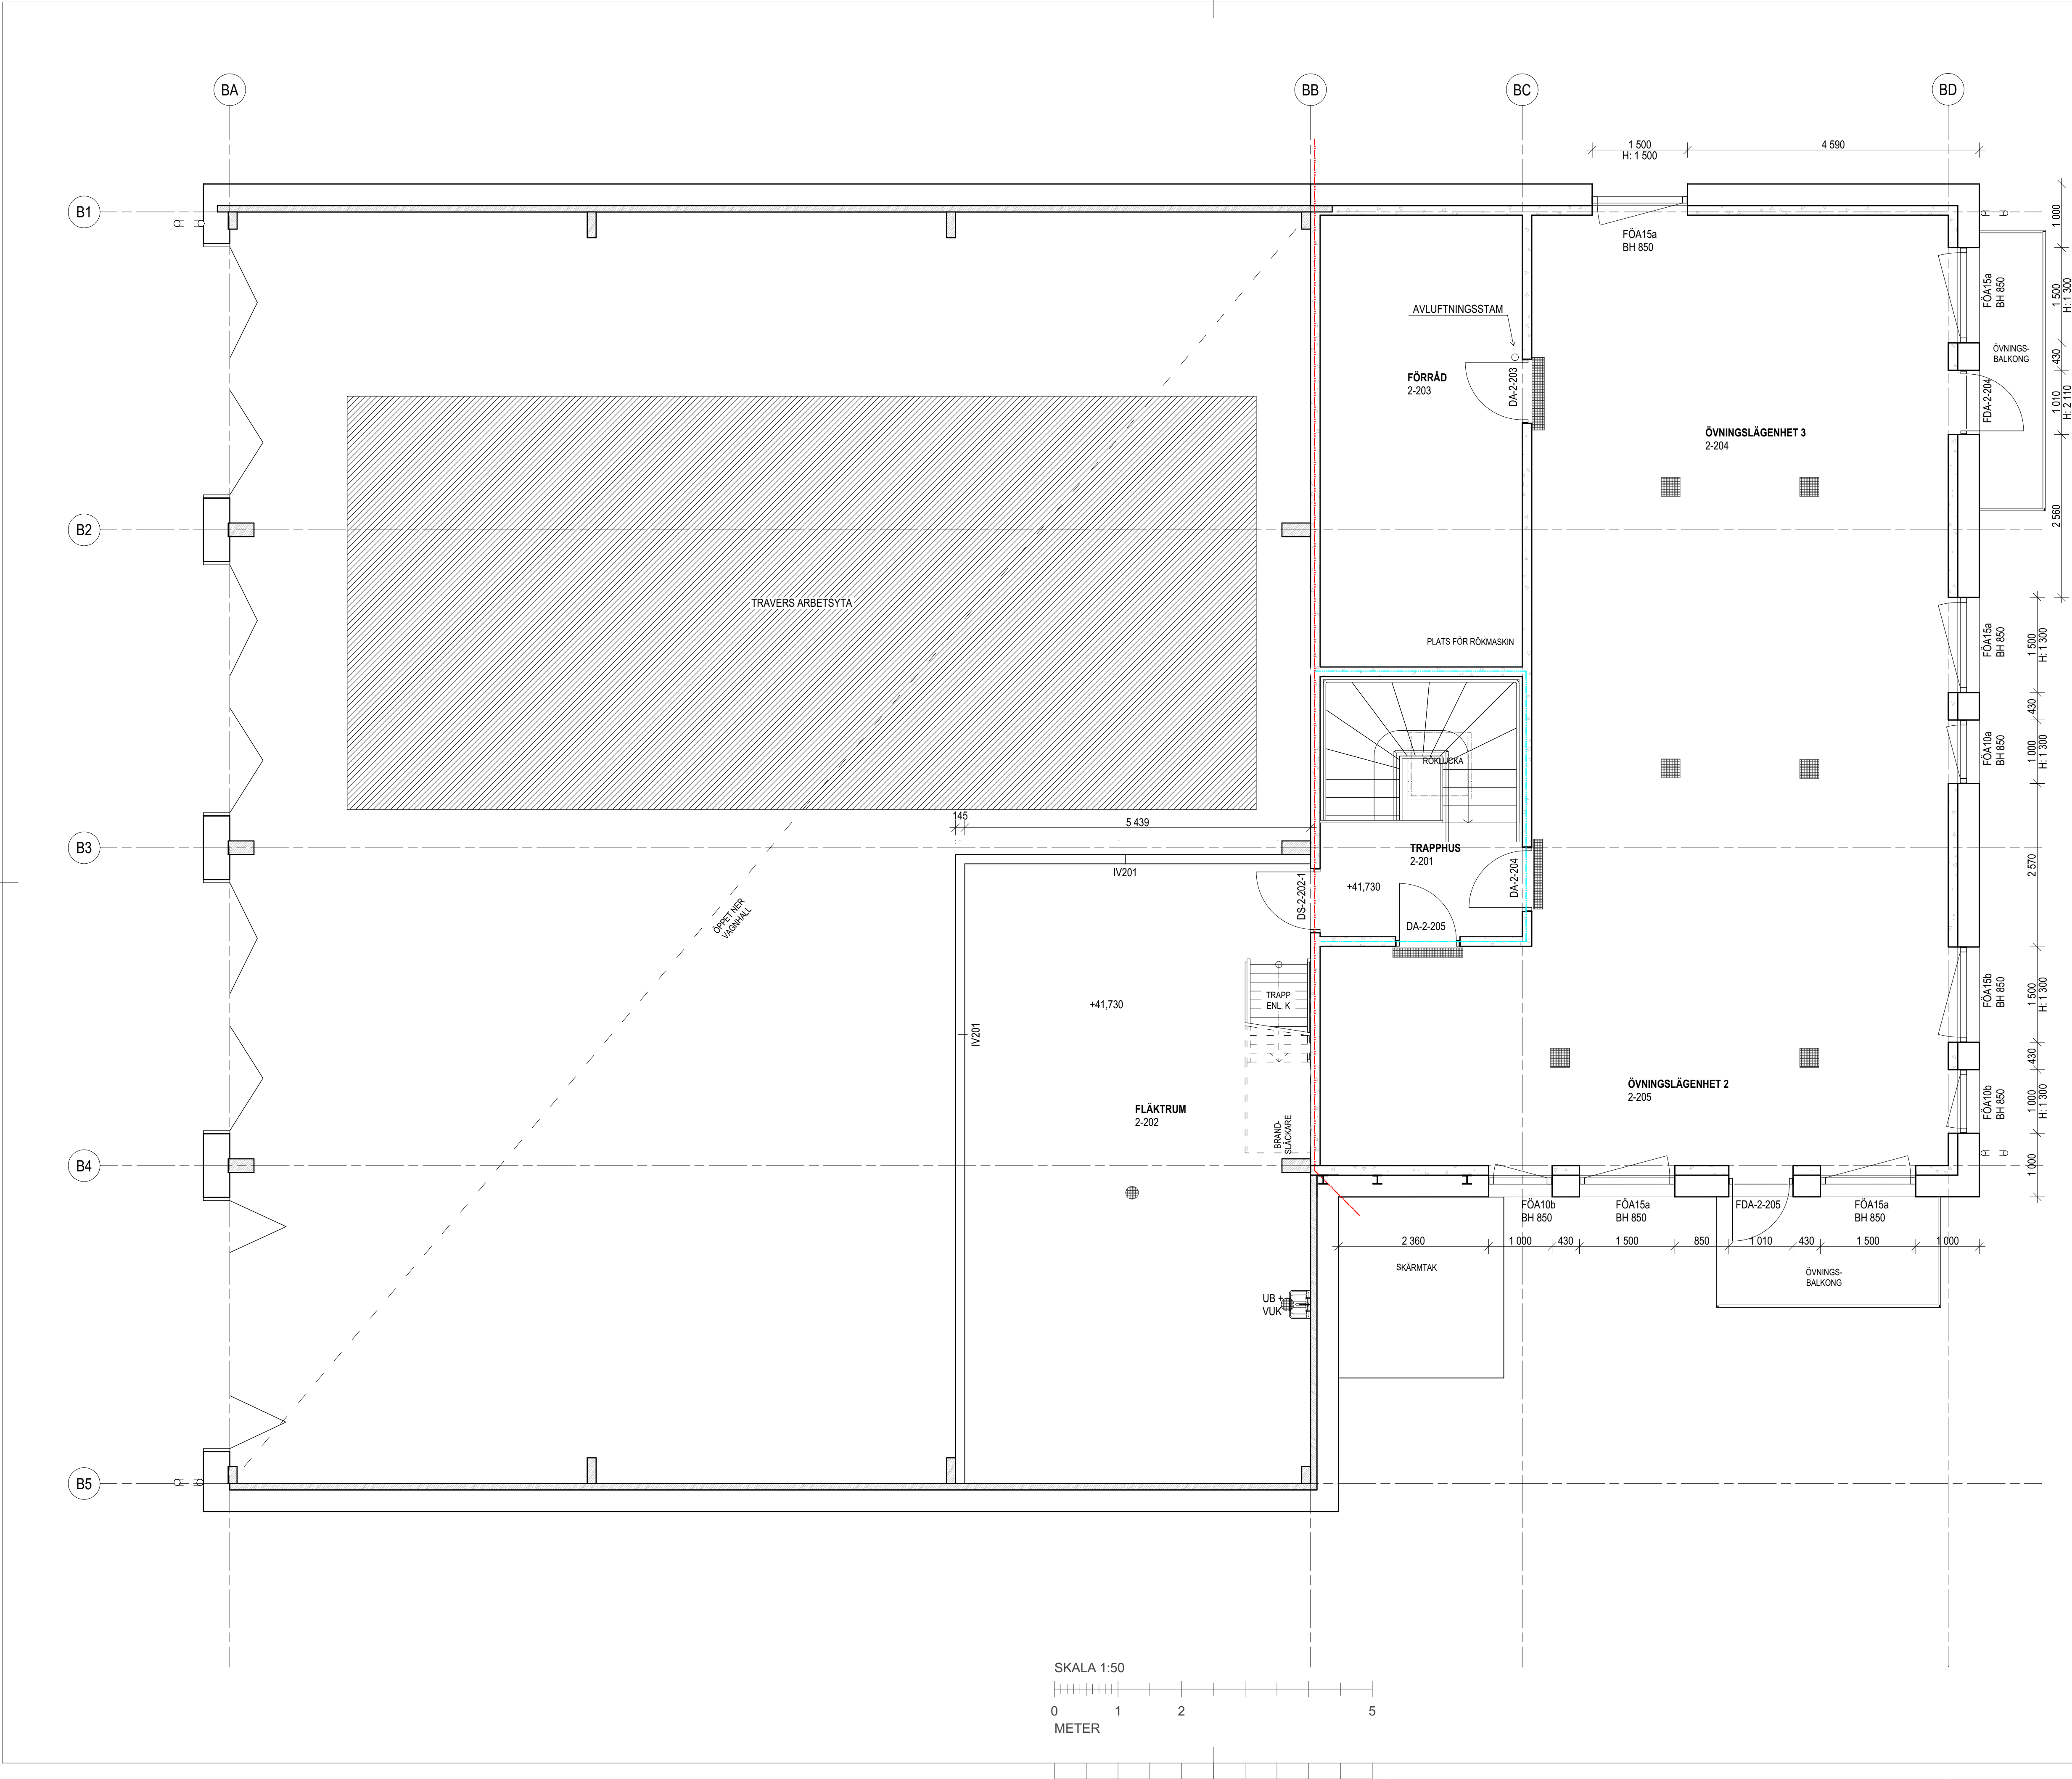 BA
BB
BC
BD
1 500
H: 1 500
4 590
B1
FÖA15a
BH 850
1 000
FÖA15a
BH 850
1 500
H: 1 300
AVLUFTNINGSSTAM
ÖVNINGS-
BALKONG
430
FÖRRÅD
2-203
DA-2-203
FDA-2-204
1 010
H: 2 110
ÖVNINGSLÄGENHET 3
2-204
B2
2 560
TRAVERS ARBETSYTA
PLATS FÖR RÖKMASKIN
FÖA15a
BH 850
1 500
H: 1 300
430
RÖKLUCKA
FÖA10a
BH 850
1 000
H: 1 300
145
5 439
B3
TRAPPHUS
2-201
IV201
DS-2-202-1
+41,730
DA-2-204
2 570
ÖPPET NER
VAGNHALL
DA-2-205
TRAPP
ENL. K
+41,730
IV201
FÖA15b
BH 850
1 500
H: 1 300
430
ÖVNINGSLÄGENHET 2
2-205
FLÄKTRUM
2-202
BRAND-
SLÄCKARE
FÖA10b
BH 850
1 000
H: 1 300
B4
1 000
FÖA10b
BH 850
FÖA15a
BH 850
FDA-2-205
FÖA15a
BH 850
2 360
1 000
430
1 500
850
1 010
430
1 500
1 000
SKÄRMTAK
ÖVNINGS-
BALKONG
UB +
VUK
B5
SKALA 1:50
0
1
2
5
METER